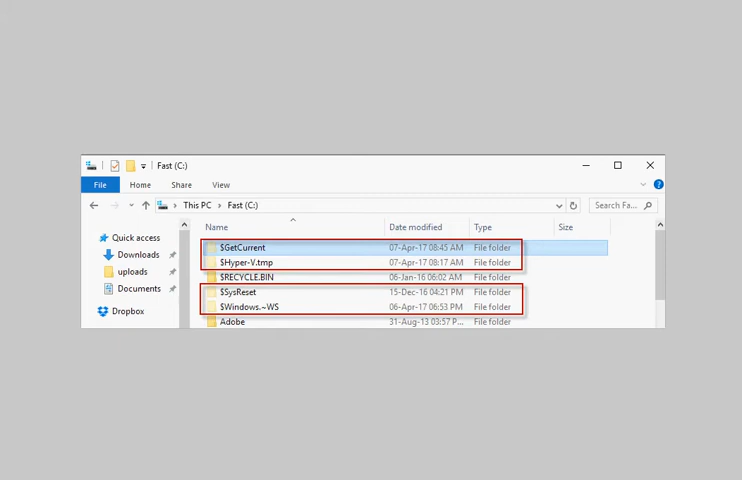 Fast (C:)
File Home Share View
This PC Fast (C:) Search Fa...
Name Date modified Type Size
Quick access
Downloads
uploads
Documents
Dropbox
$GetCurrent 07-Apr-17 08:45 AM File folder
$Hyper-V.tmp 07-Apr-17 08:17 AM File folder
$RECYCLE.BIN 06-Jan-16 06:02 AM File folder
$SysReset 15-Dec-16 04:21 PM File folder
$Windows.~WS 06-Apr-17 06:53 PM File folder
Adobe 31-Aug-13 03:57 P... File folder